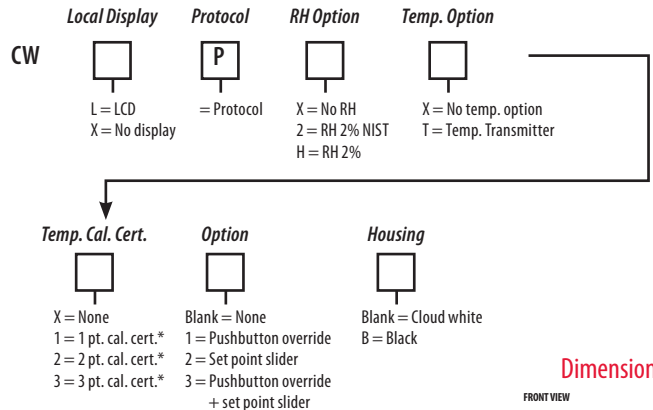 Local Display Protocol RH Option Temp. Option
CW P
L = LCD = Protocol X = No RH X = No temp. option
X = No display 2 = RH 2% NIST T = Temp. Transmitter
H = RH 2%
Temp. Cal. Cert. Option Housing
X = None Blank = None Blank = Cloud white
1 = 1 pt. cal. cert.* 1 = Pushbutton override B = Black
2 = 2 pt. cal. cert.* 2 = Set point slider
3 = 3 pt. cal. cert.* 3 = Pushbutton override
+ set point slider
Dimension
FRONT VIEW